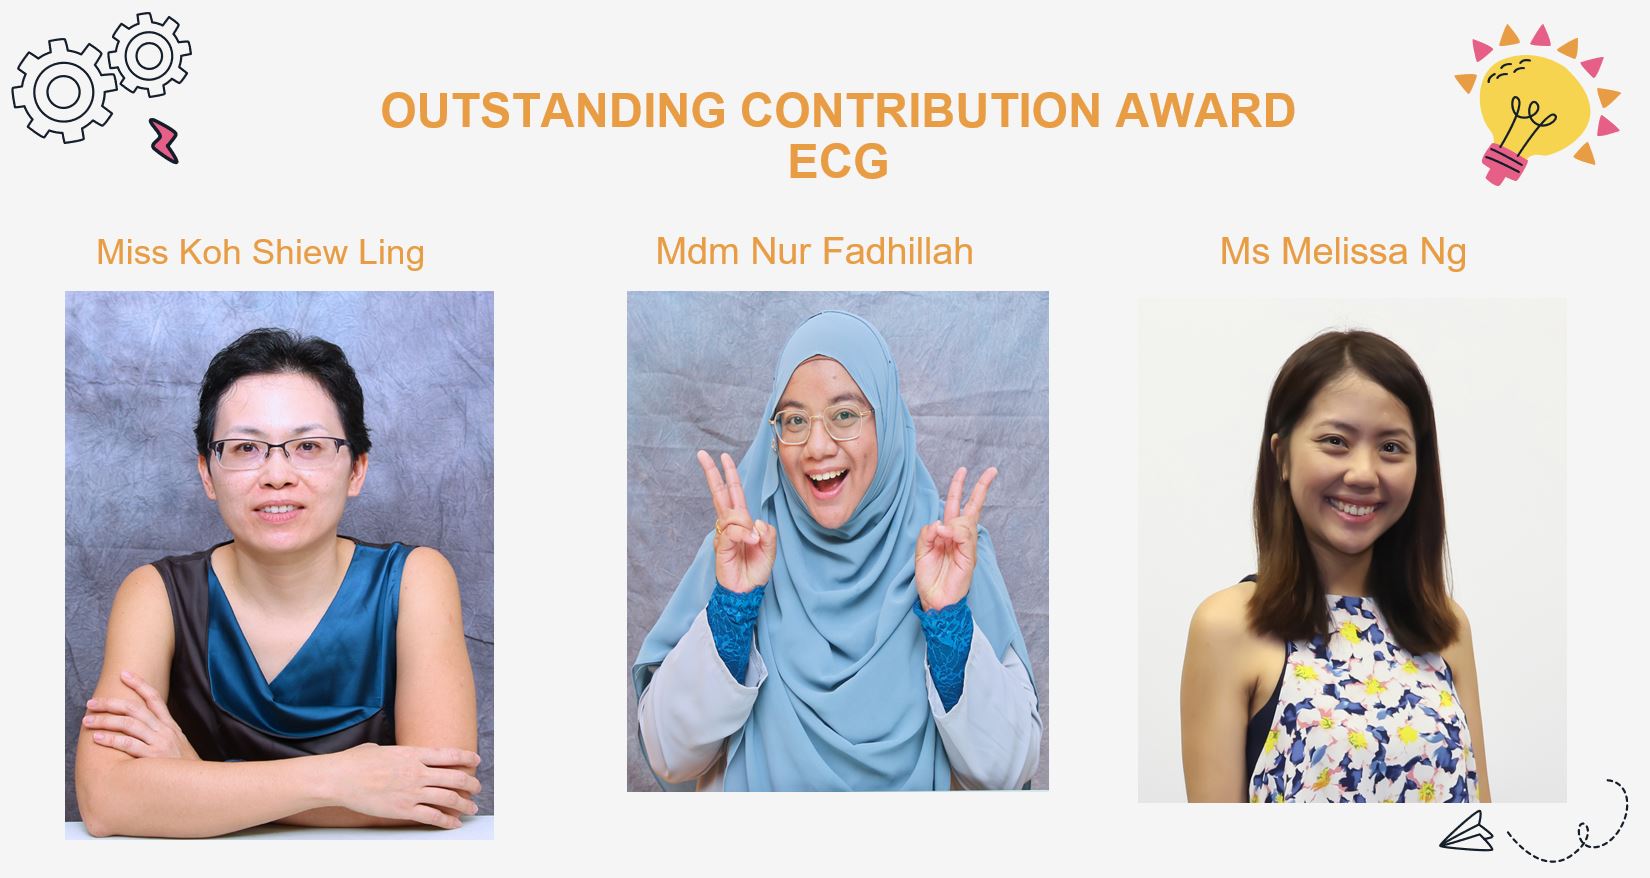 OUTSTANDING CONTRIBUTION AWARD
ECG
Miss Koh Shiew Ling
Mdm Nur Fadhillah
Ms Melissa Ng